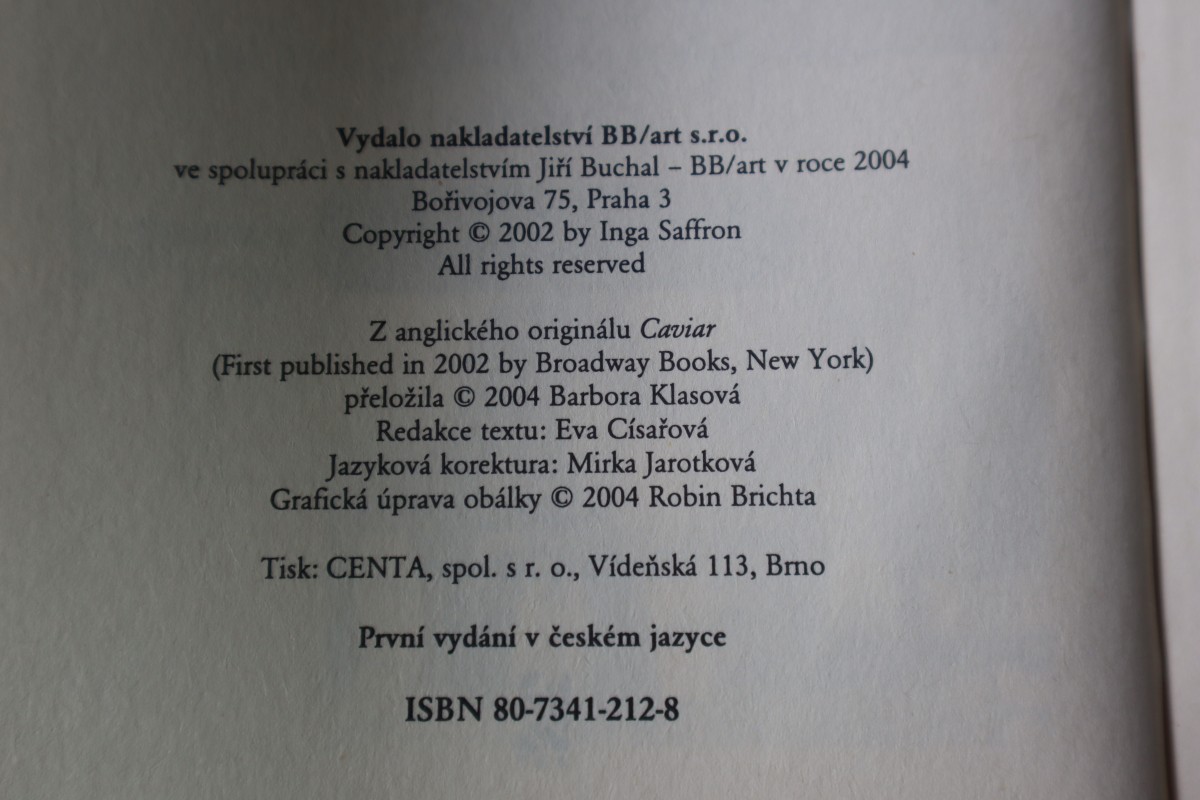 Vydalo nakladatelství BB/art s.r.o.
ve spolupráci s nakladatelstvím Jiří Buchal – BB/art v roce 2004
Bořivojova 75, Praha 3
Copyright © 2002 by Inga Saffron
All rights reserved
Z anglického originálu Caviar
(First published in 2002 by Broadway Books, New York)
přeložila © 2004 Barbora Klasová
Redakce textu: Eva Císařová
Jazyková korektura: Mirka Jarotková
Grafická úprava obálky © 2004 Robin Brichta
Tisk: CENTA, spol. s r. o., Vídeňská 113, Brno
První vydání v českém jazyce
ISBN 80-7341-212-8